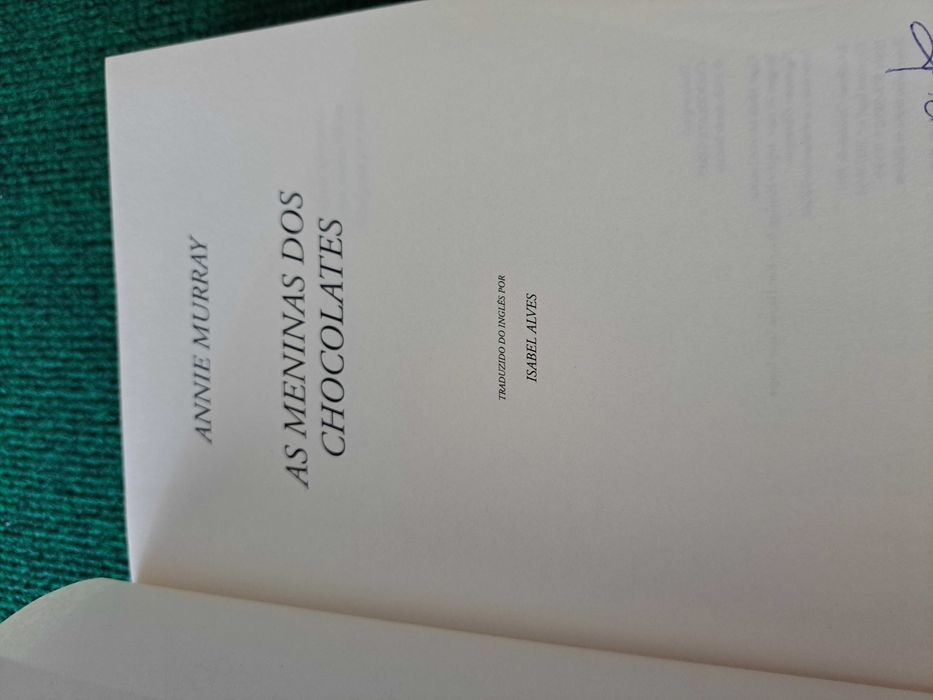 ANNIE MURRAY
AS MENINAS DOS
CHOCOLATES
TRADUZIDO DO INGLÊS POR
ISABEL ALVES